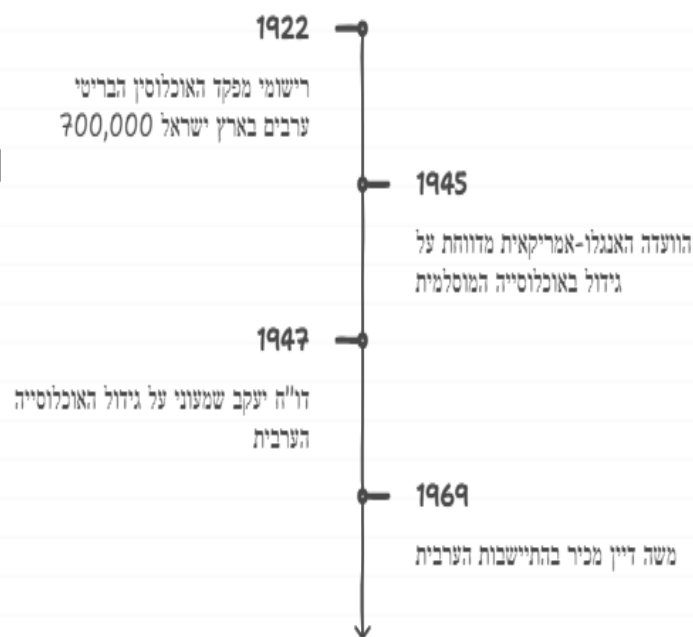 1922
רישומי מפקד האוכלוסין הבריטי
ערבים בארץ ישראל 700,000
1945
הוועדה האנגלו-אמריקאית מדווחת על
גידול באוכלוסייה המוסלמית
1947
דו"ח יעקב שמעוני על גידול האוכלוסייה
הערבית
1969
משה דיין מכיר בהתיישבות הערבית